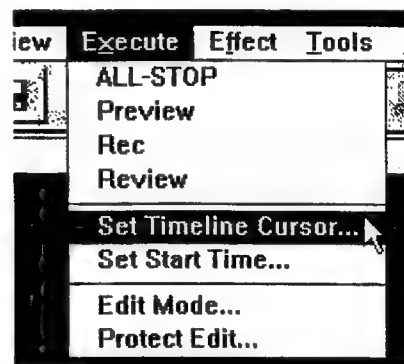 iew Execute Effect Tools
ALL-STOP
Preview
Rec
Review
Set Timeline Cursor...
Set Start Time...
Edit Mode...
Protect Edit...